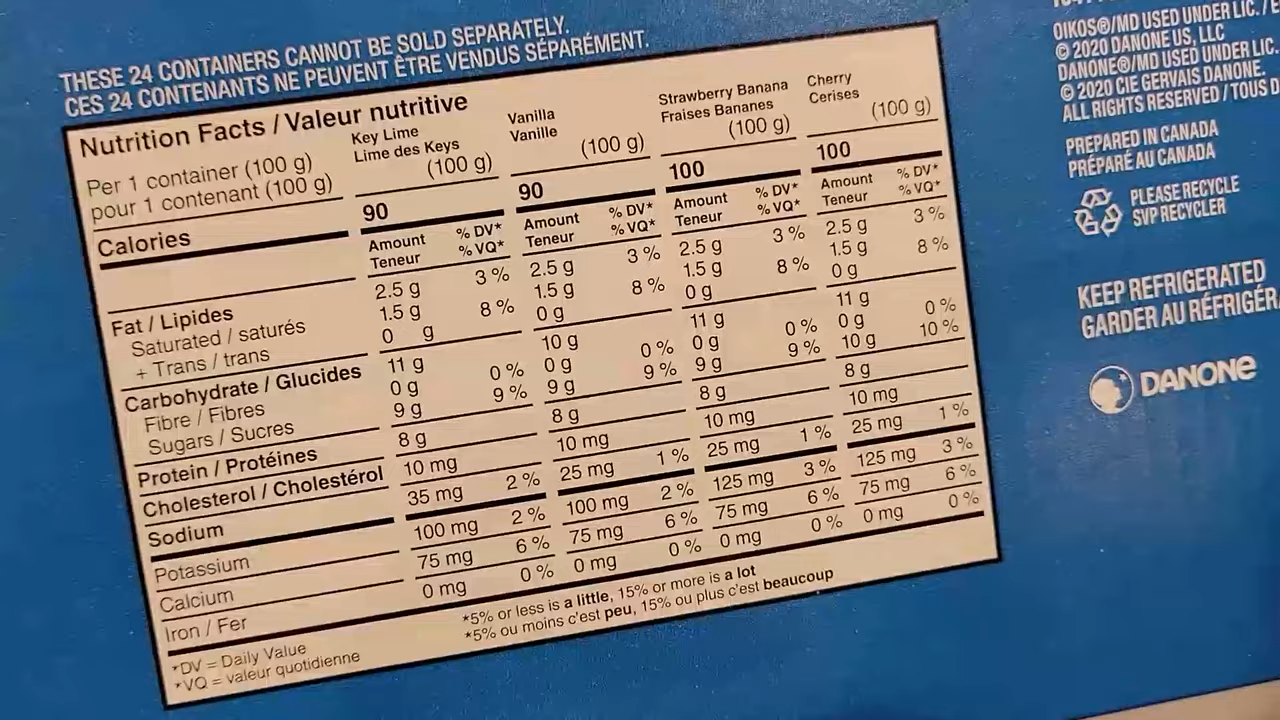 THESE 24 CONTAINERS CANNOT BE SOLD SEPARATELY.
CES 24 CONTENANTS NE PEUVENT ÊTRE VENDUS SÉPARÉMENT.
Nutrition Facts / Valeur nutritive
Per 1 container (100 g)
pour 1 contenant (100 g)
Key Lime
Lime des Keys
(100 g)
Vanilla
Vanille
(100 g)
Strawberry Banana
Fraises Bananes
(100 g)
Cherry
Cerises
(100 g)
Calories 90 90 100 100
Amount % DV* Amount % DV* Amount % DV* Amount % DV*
Teneur % VQ* Teneur % VQ* Teneur % VQ* Teneur % VQ*
Fat / Lipides 2.5 g 3 % 2.5 g 3 % 2.5 g 3 % 2.5 g 3 %
Saturated / saturés 1.5 g 1.5 g 1.5 g 1.5 g
+ Trans / trans 0 g 8 % 0 g 8 % 0 g 8 % 0 g 8 %
Carbohydrate / Glucides 11 g 10 g 11 g 11 g
Fibre / Fibres 0 g 0 % 0 g 0 % 0 g 0 % 0 g 0 %
Sugars / Sucres 9 g 9 % 9 g 9 % 9 g 9 % 10 g 10 %
Protein / Protéines 8 g 8 g 8 g 8 g
Cholesterol / Cholestérol 10 mg 10 mg 10 mg 10 mg
Sodium 35 mg 2 % 25 mg 1 % 25 mg 1 % 25 mg 1 %
Potassium 100 mg 2 % 100 mg 2 % 125 mg 3 % 125 mg 3 %
Calcium 75 mg 6 % 75 mg 6 % 75 mg 6 % 75 mg 6 %
Iron / Fer 0 mg 0 % 0 mg 0 % 0 mg 0 % 0 mg 0 %
*DV = Daily Value
*VQ = valeur quotidienne
*5% or less is a little, 15% or more is a lot
*5% ou moins c'est peu, 15% ou plus c'est beaucoup
OIKOS®/MD USED UNDER LIC. /
© 2020 DANONE US, LLC
DANONE®/MD USED UNDER LIC.
© 2020 CIE GERVAIS DANONE.
ALL RIGHTS RESERVED / TOUS
PREPARED IN CANADA
PRÉPARÉ AU CANADA
PLEASE RECYCLE
SVP RECYCLER
KEEP REFRIGERATED
GARDER AU RÉFRIGÉR
DANONE